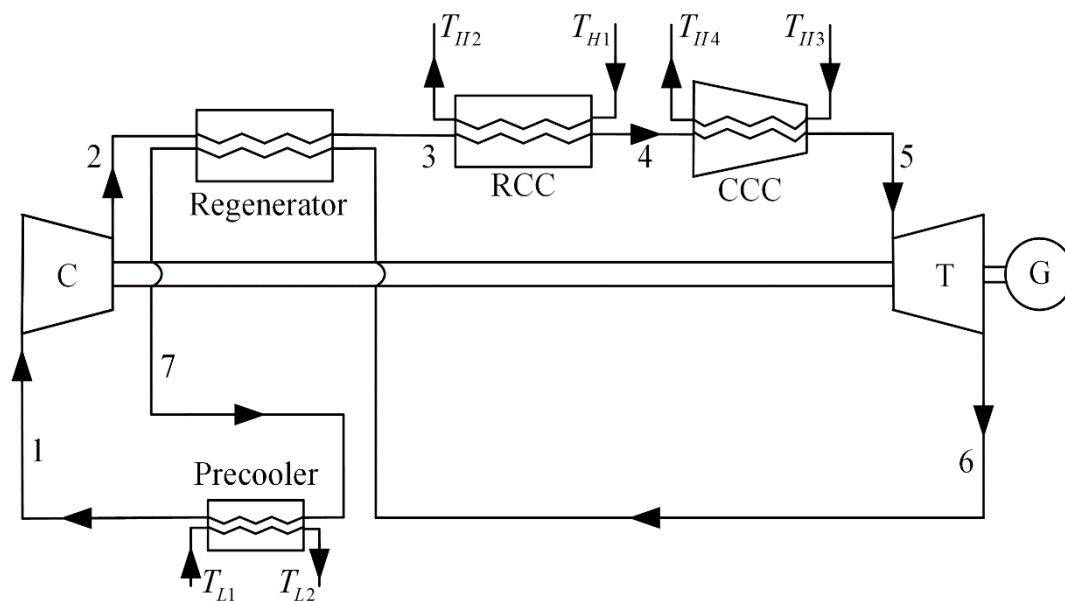 T_H2 T_H1 T_H4 T_H3
2
3
4
5
Regenerator
RCC
CCC
C
T
G
7
1
6
Precooler
T_L1 T_L2